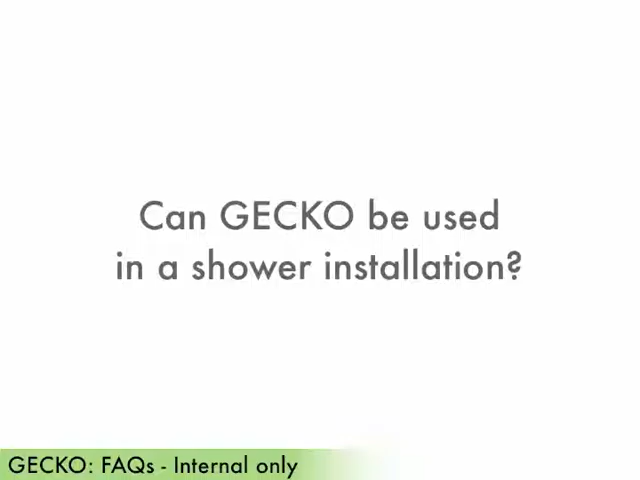 Can GECKO be used
in a shower installation?
GECKO: FAQs - Internal only